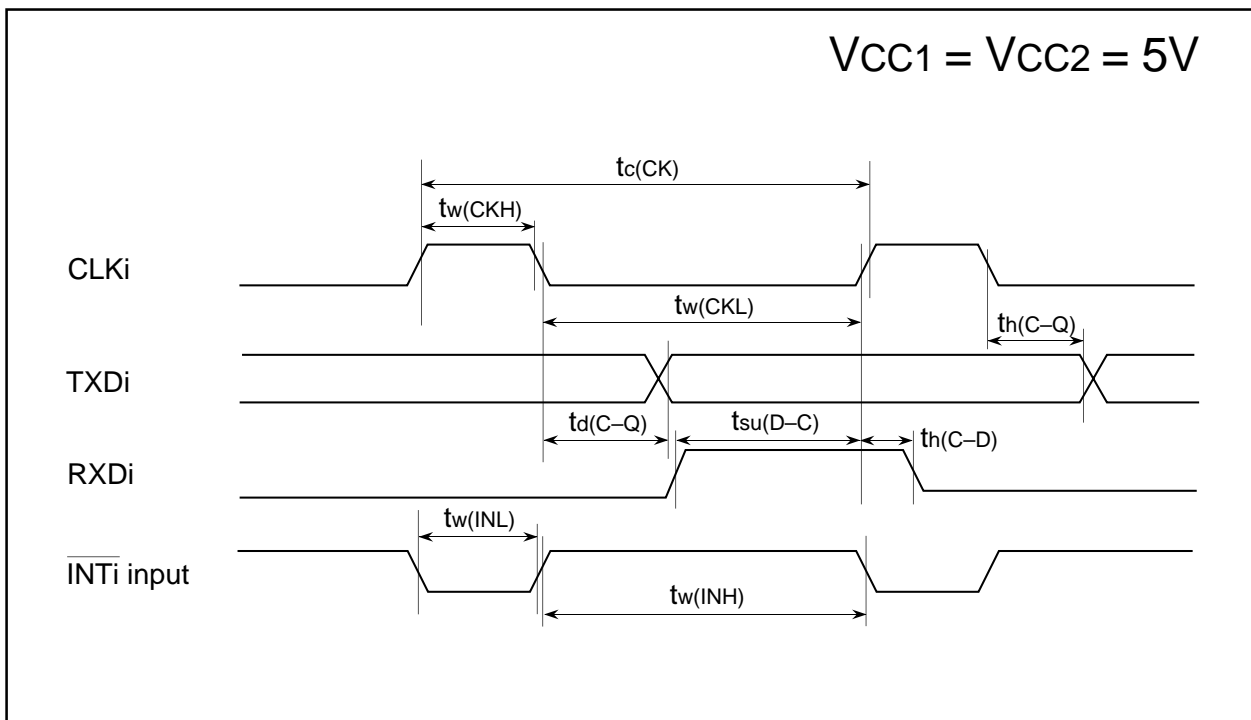 VCC1 = VCC2 = 5V
tc(CK)
tw(CKH)
CLKi
tw(CKL)
th(C–Q)
TXDi
td(C–Q)
tsu(D–C)
th(C–D)
RXDi
tw(INL)
INTi input
tw(INH)